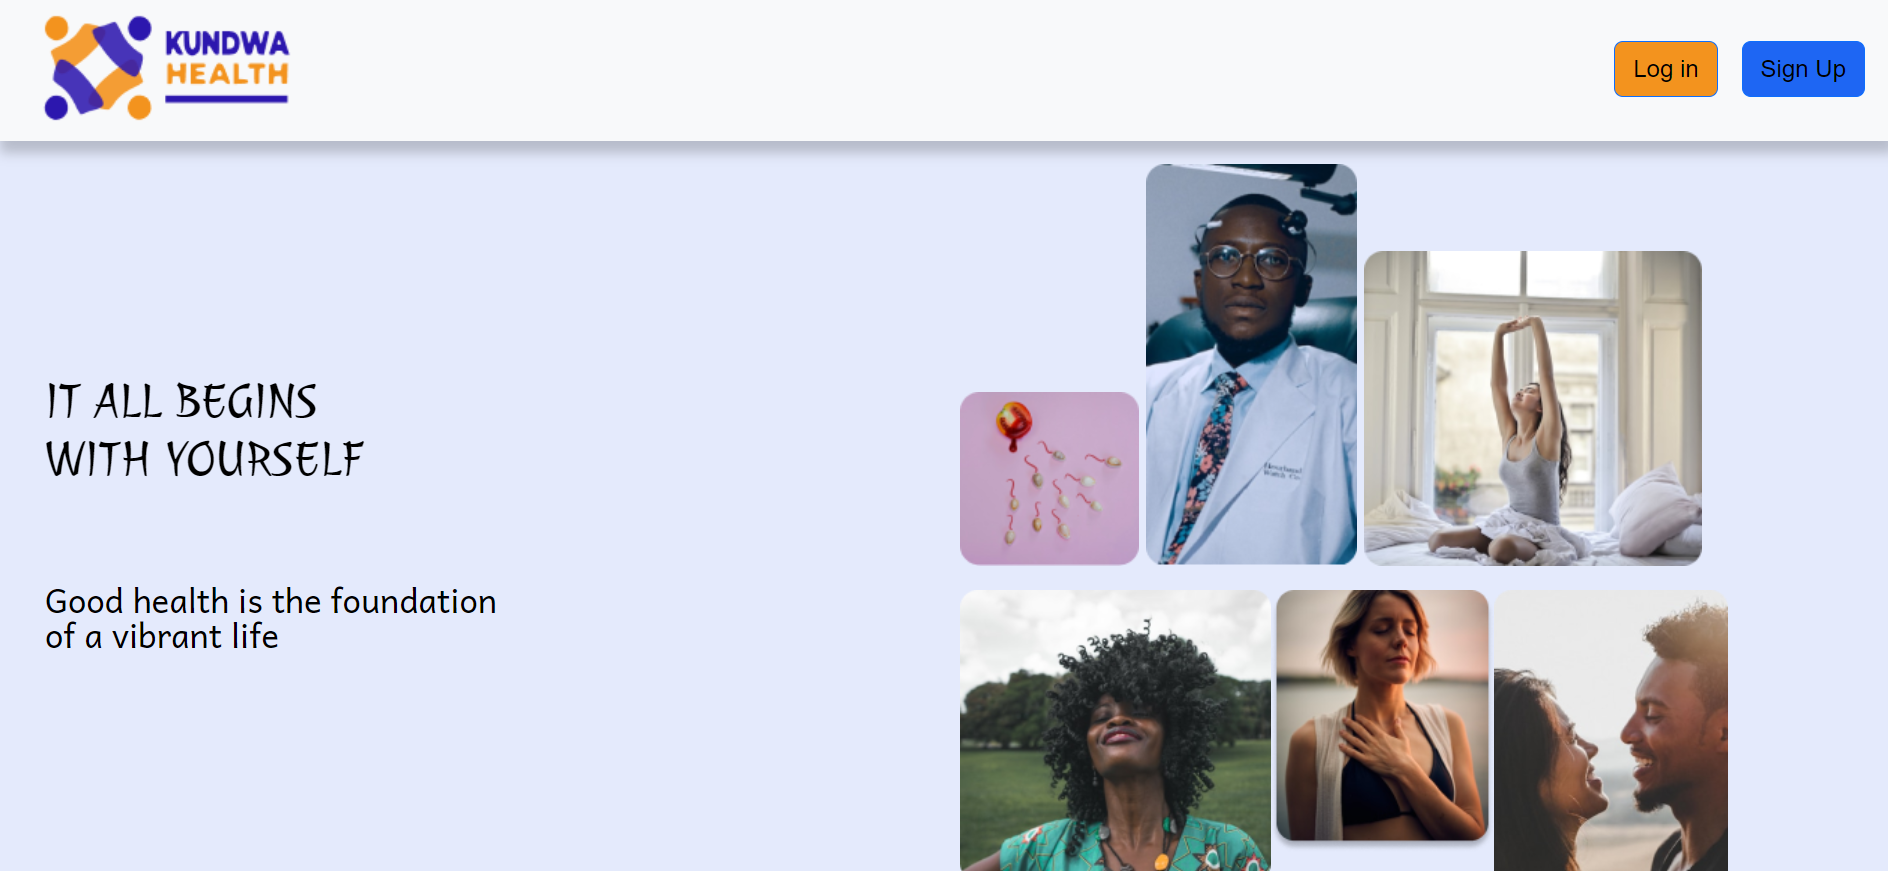 KUNDWA
HEALTH
Log in
Sign Up
IT ALL BEGINS
WITH YOURSELF
Good health is the foundation
of a vibrant life